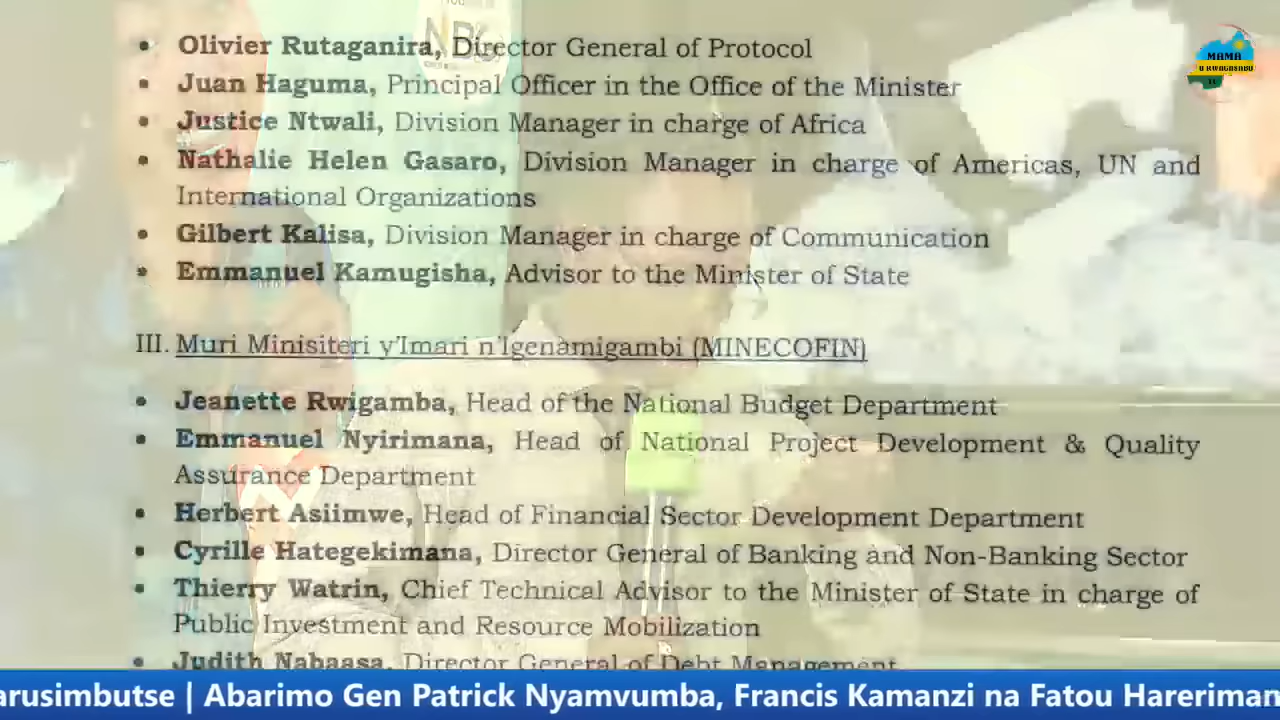 • Olivier Rutaganira, Director General of Protocol
• Juan Haguma, Principal Officer in the Office of the Minister
• Justice Ntwali, Division Manager in charge of Africa
• Nathalie Helen Gasaro, Division Manager in charge of Americas, UN and
International Organizations
• Gilbert Kalisa, Division Manager in charge of Communication
• Emmanuel Kamugisha, Advisor to the Minister of State
III. Muri Minisiteri y'Imari n'Igenamigambi (MINECOFIN)
• Jeanette Rwigamba, Head of the National Budget Department
• Emmanuel Nyirimana, Head of National Project Development & Quality
Assurance Department
• Herbert Asiimwe, Head of Financial Sector Development Department
• Cyrille Hategekimana, Director General of Banking and Non-Banking Sector
• Thierry Watrin, Chief Technical Advisor to the Minister of State in charge of
Public Investment and Resource Mobilization
• Judith Nabaasa, Director General of Debt Management
MAMA
U RWAGASABO
TV
arusimbutse | Abarimo Gen Patrick Nyamvumba, Francis Kamanzi na Fatou Harerimana